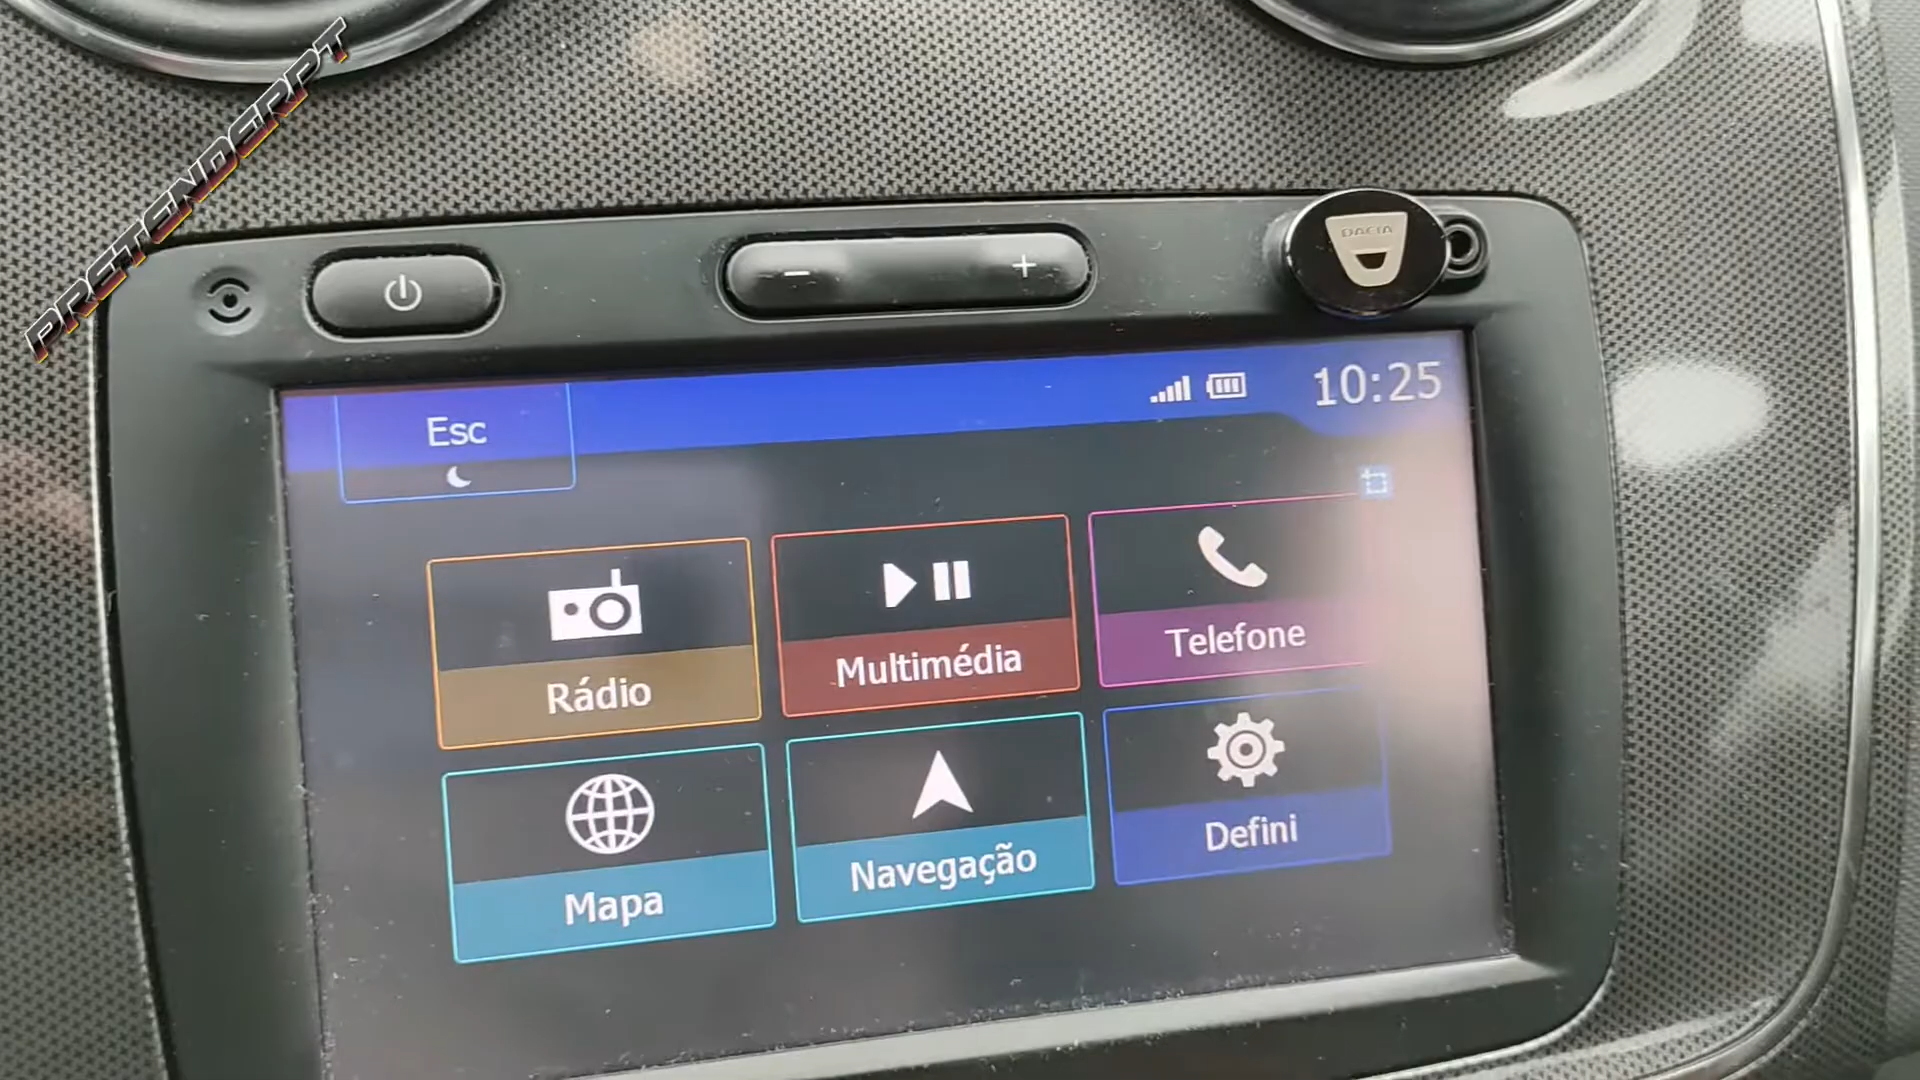 PRETENDERPT
DACIA
10:25
Esc
Rádio
Multimédia
Telefone
Mapa
Navegação
Defini